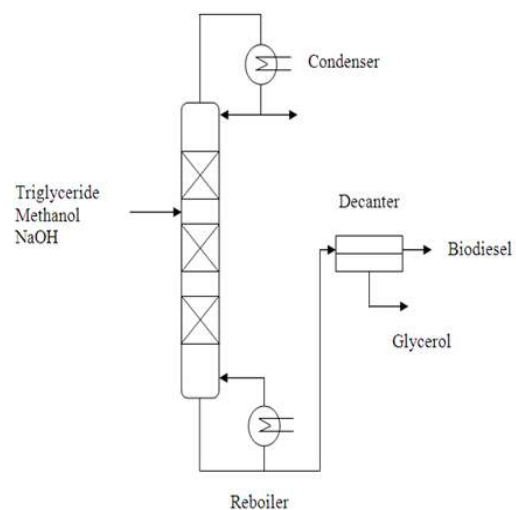 Condenser
Triglyceride
Methanol
NaOH
Decanter
Biodiesel
Glycerol
Reboiler